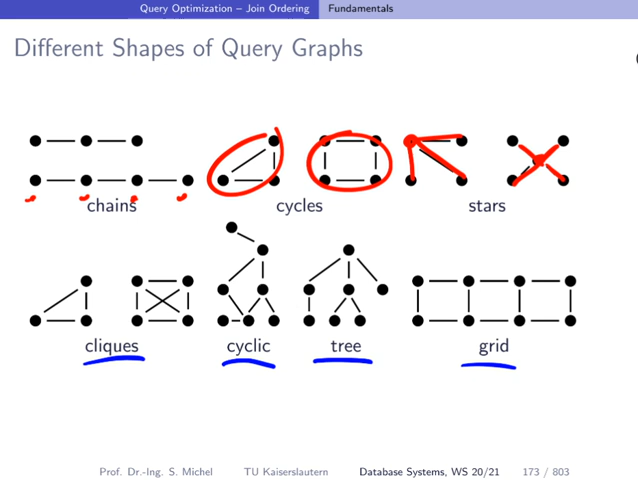 Query Optimization – Join Ordering Fundamentals
Different Shapes of Query Graphs
chains cycles stars
cliques cyclic tree grid
Prof. Dr.-Ing. S. Michel TU Kaiserslautern Database Systems, WS 20/21 173 / 803